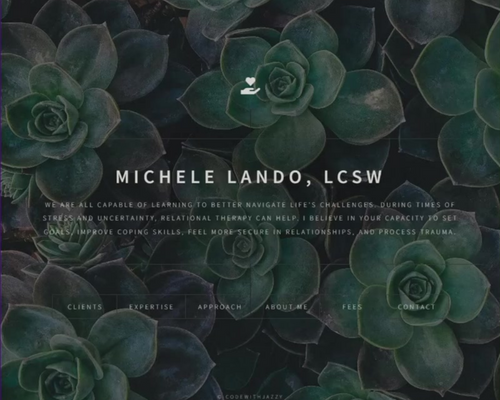 MICHELE LANDO, LCSW
WE ARE ALL CAPABLE OF LEARNING TO BETTER NAVIGATE LIFE'S CHALLENGES. DURING TIMES OF
STRESS AND UNCERTAINTY, RELATIONAL THERAPY CAN HELP. I BELIEVE IN YOUR CAPACITY TO SET
GOALS, IMPROVE COPING SKILLS, FEEL MORE SECURE IN RELATIONSHIPS, AND PROCESS TRAUMA.
CLIENTS EXPERTISE APPROACH ABOUT ME FEES CONTACT
© CODEWITHJAZZY